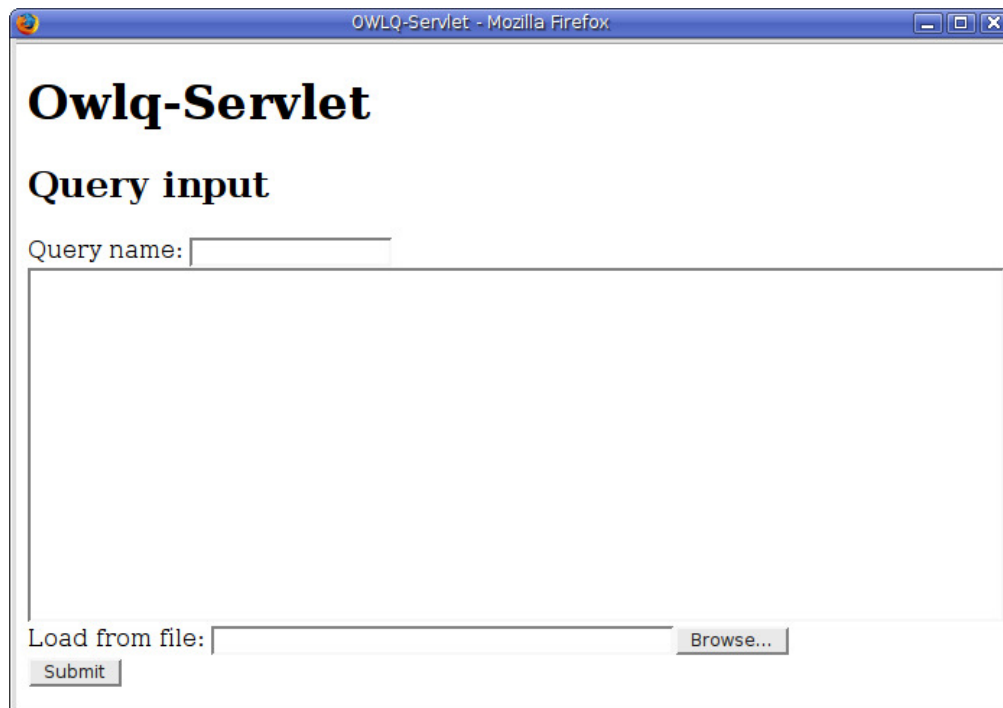 OWLQ-Servlet - Mozilla Firefox
Owlq-Servlet
Query input
Query name:
Load from file: Browse...
Submit